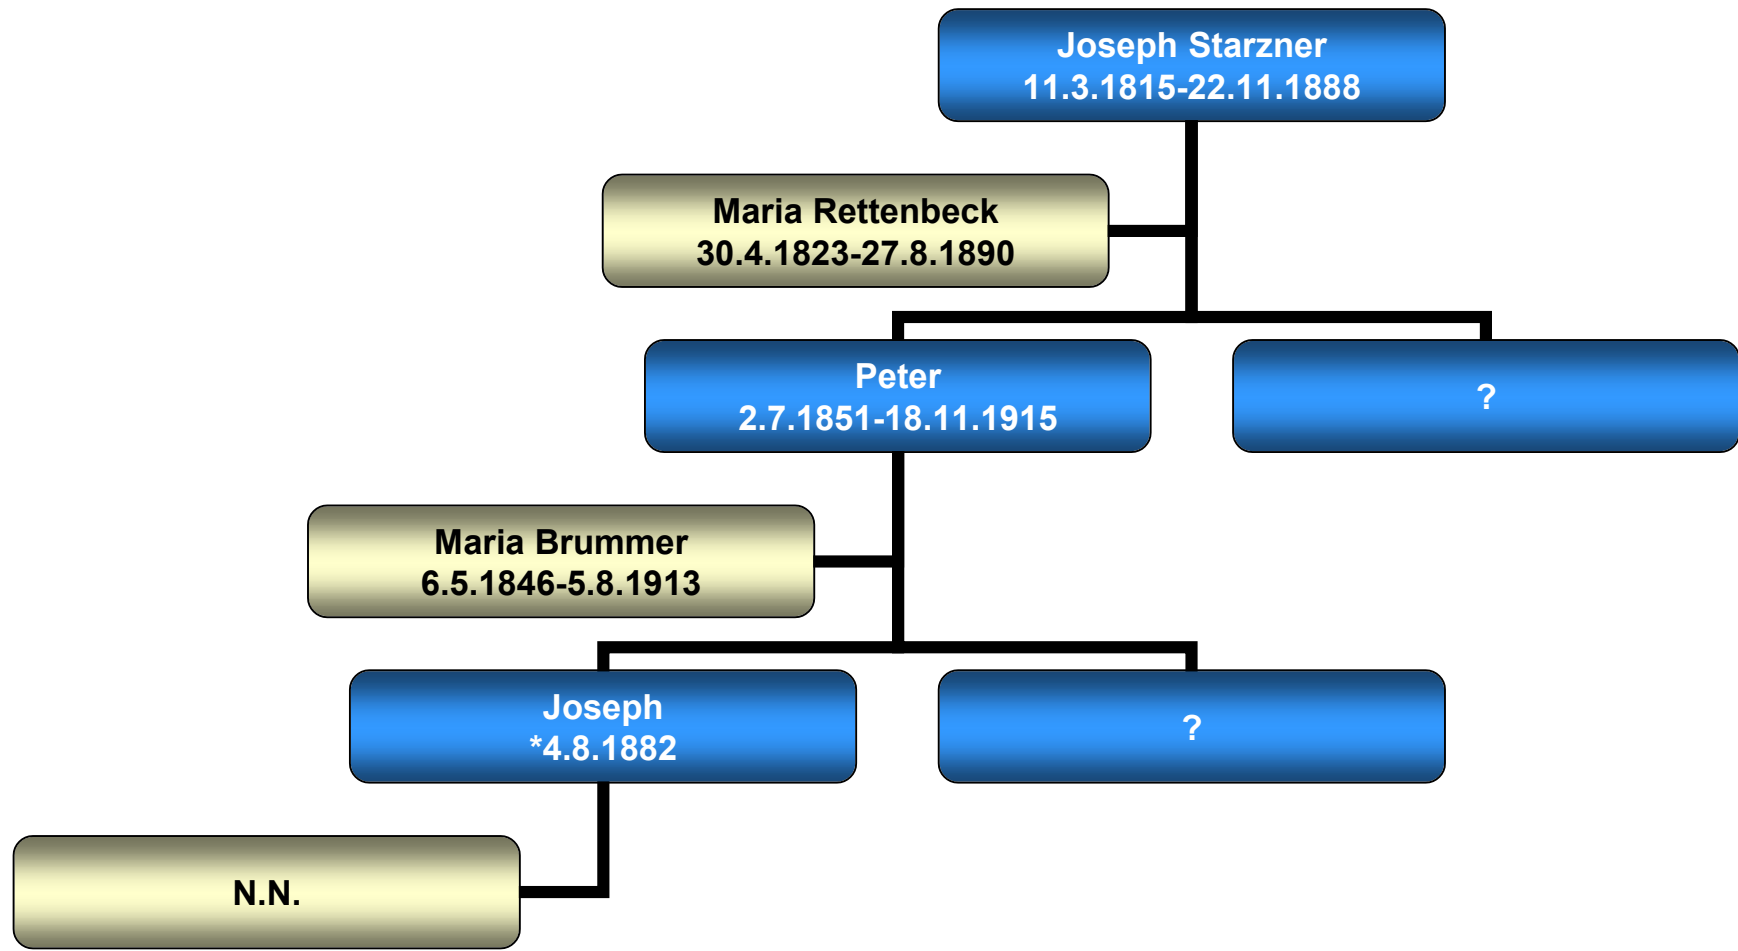 Joseph Starzner
11.3.1815-22.11.1888
Maria Rettenbeck
30.4.1823-27.8.1890
Peter
2.7.1851-18.11.1915
?
Maria Brummer
6.5.1846-5.8.1913
Joseph
*4.8.1882
?
N.N.